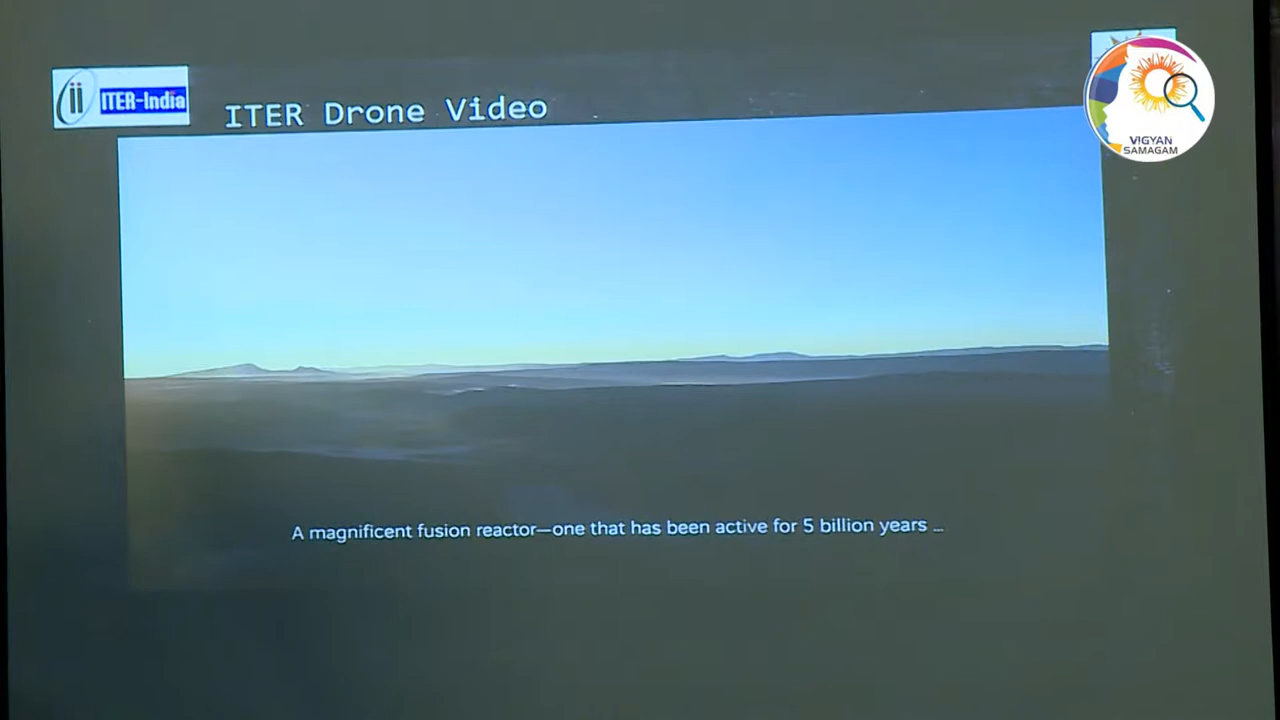 ITER-India
ITER Drone Video
VIGYAN
SAMAGAM
A magnificent fusion reactor—one that has been active for 5 billion years ...